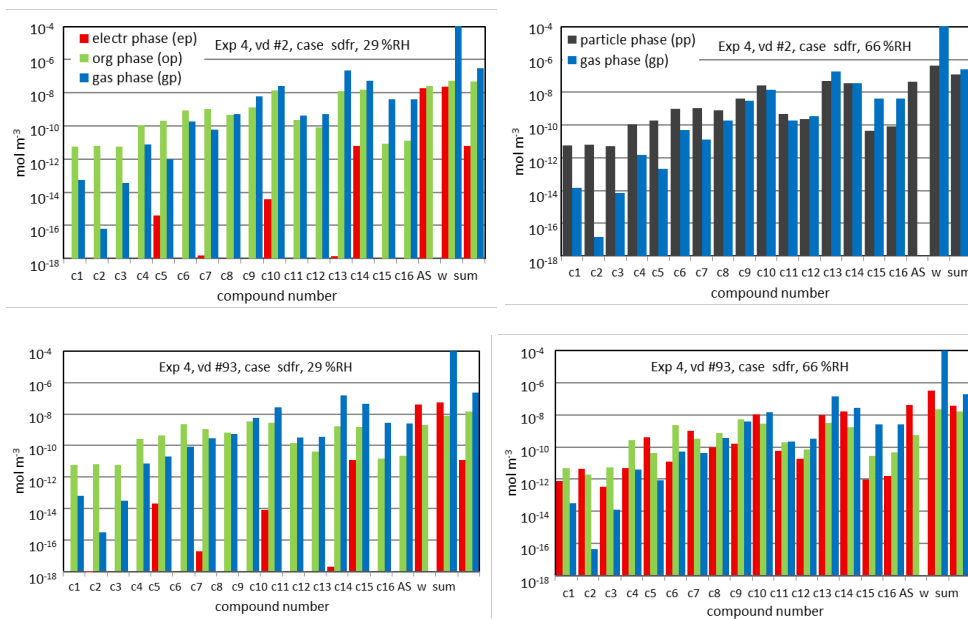 electr phase (ep)
org phase (op)
gas phase (gp)
Exp 4, vd #2, case sdfr, 29 %RH
10⁻⁴
10⁻⁶
10⁻⁸
10⁻¹⁰
10⁻¹²
10⁻¹⁴
10⁻¹⁶
10⁻¹⁸
mol m⁻³
c1 c2 c3 c4 c5 c6 c7 c8 c9 c10 c11 c12 c13 c14 c15 c16 AS w sum
compound number
particle phase (pp)
gas phase (gp)
Exp 4, vd #2, case sdfr, 66 %RH
10⁻⁴
10⁻⁶
10⁻⁸
10⁻¹⁰
10⁻¹²
10⁻¹⁴
10⁻¹⁶
10⁻¹⁸
mol m⁻³
c1 c2 c3 c4 c5 c6 c7 c8 c9 c10 c11 c12 c13 c14 c15 c16 AS w sum
compound number
Exp 4, vd #93, case sdfr, 29 %RH
10⁻⁴
10⁻⁶
10⁻⁸
10⁻¹⁰
10⁻¹²
10⁻¹⁴
10⁻¹⁶
10⁻¹⁸
mol m⁻³
c1 c2 c3 c4 c5 c6 c7 c8 c9 c10 c11 c12 c13 c14 c15 c16 AS w sum
compound number
Exp 4, vd #93, case sdfr, 66 %RH
10⁻⁴
10⁻⁶
10⁻⁸
10⁻¹⁰
10⁻¹²
10⁻¹⁴
10⁻¹⁶
10⁻¹⁸
mol m⁻³
c1 c2 c3 c4 c5 c6 c7 c8 c9 c10 c11 c12 c13 c14 c15 c16 AS w sum
compound number